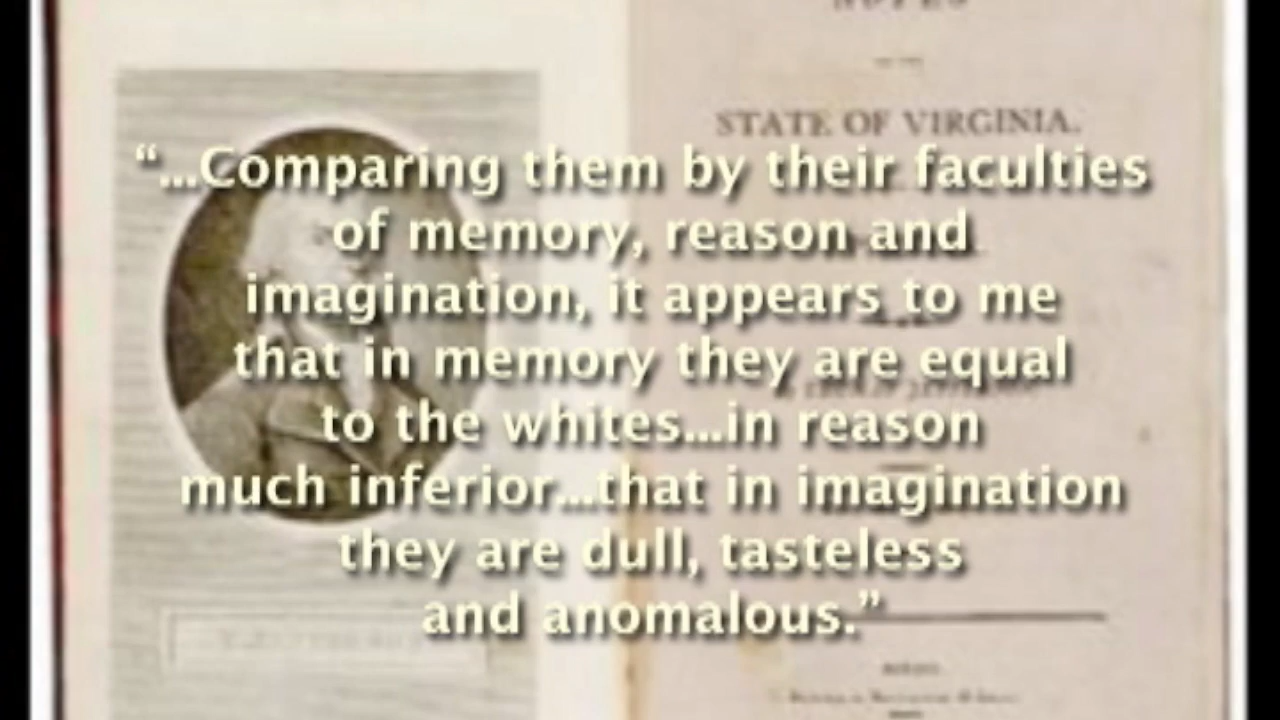 NOTES
STATE OF VIRGINIA.
“...Comparing them by their faculties
of memory, reason and
imagination, it appears to me
that in memory they are equal
to the whites...in reason
much inferior...that in imagination
they are dull, tasteless
and anomalous.”